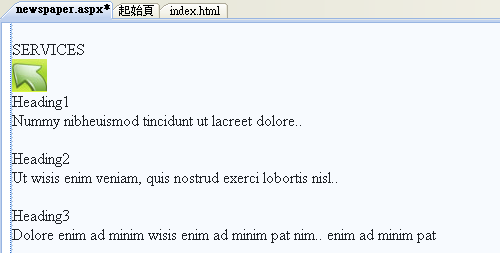 newspaper.aspx* 起始頁 index.html
SERVICES
Heading1
Nummy nibheuismod tincidunt ut lacreet dolore..
Heading2
Ut wisis enim veniam, quis nostrud exerci lobortis nisl..
Heading3
Dolore enim ad minim wisis enim ad minim pat nim.. enim ad minim pat